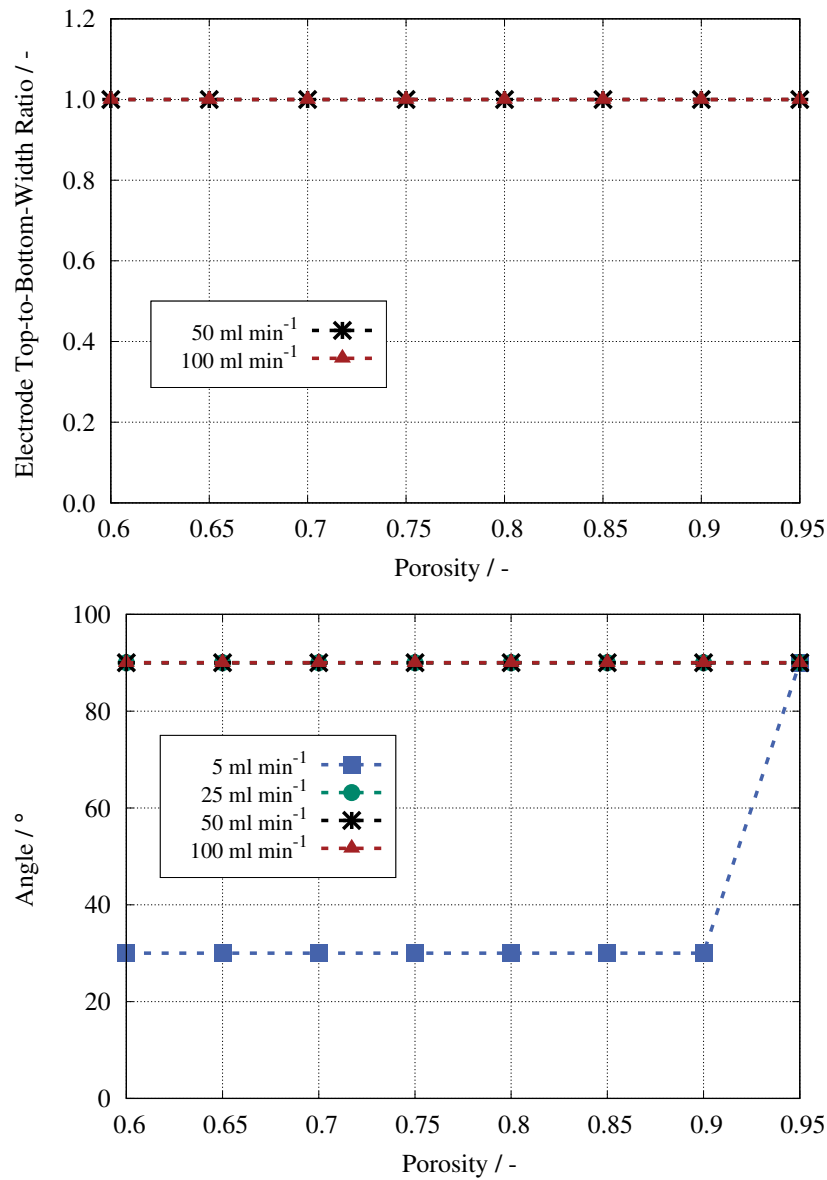 Electrode Top-to-Bottom-Width Ratio / -
1.2
1.0
0.8
0.6
0.4
0.2
0.0
50 ml min⁻¹
100 ml min⁻¹
0.6 0.65 0.7 0.75 0.8 0.85 0.9 0.95
Porosity / -
Angle / °
100
80
60
40
20
0
5 ml min⁻¹
25 ml min⁻¹
50 ml min⁻¹
100 ml min⁻¹
0.6 0.65 0.7 0.75 0.8 0.85 0.9 0.95
Porosity / -